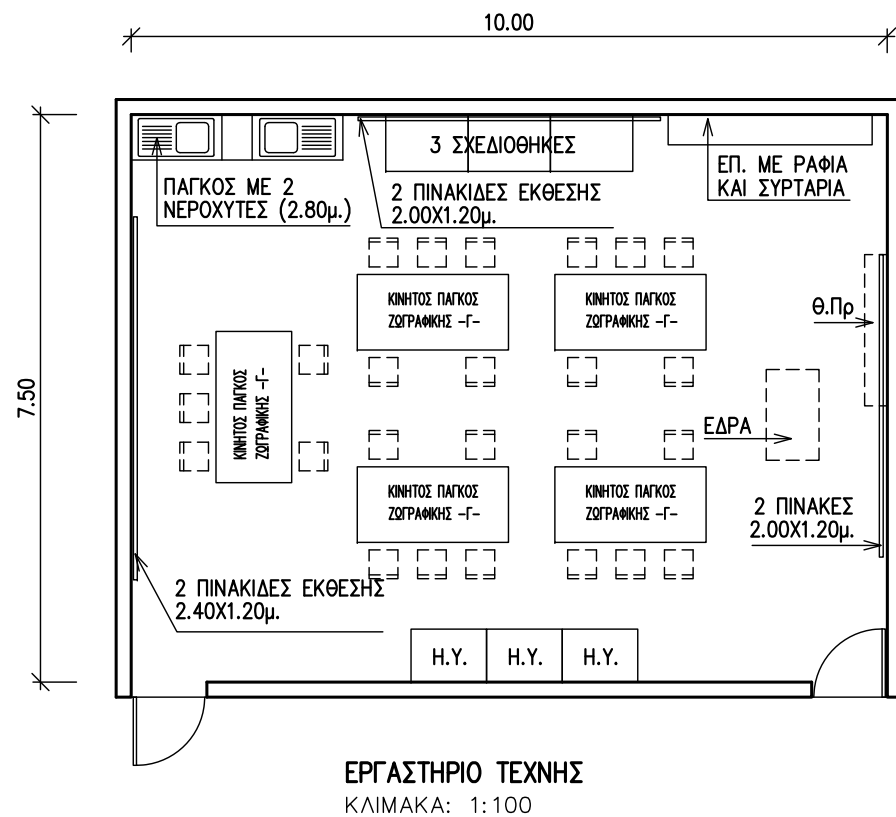 10.00
3 ΣΧΕΔΙΟΘΗΚΕΣ
ΠΑΓΚΟΣ ΜΕ 2
ΝΕΡΟΧΥΤΕΣ (2.80μ.)
2 ΠΙΝΑΚΙΔΕΣ ΕΚΘΕΣΗΣ
2.00Χ1.20μ.
ΕΠ. ΜΕ ΡΑΦΙΑ
ΚΑΙ ΣΥΡΤΑΡΙΑ
ΚΙΝΗΤΟΣ ΠΑΓΚΟΣ
ΖΩΓΡΑΦΙΚΗΣ -Γ-
ΚΙΝΗΤΟΣ ΠΑΓΚΟΣ
ΖΩΓΡΑΦΙΚΗΣ -Γ-
Θ.Πρ
7.50
ΚΙΝΗΤΟΣ ΠΑΓΚΟΣ
ΖΩΓΡΑΦΙΚΗΣ -Γ-
ΕΔΡΑ
ΚΙΝΗΤΟΣ ΠΑΓΚΟΣ
ΖΩΓΡΑΦΙΚΗΣ -Γ-
ΚΙΝΗΤΟΣ ΠΑΓΚΟΣ
ΖΩΓΡΑΦΙΚΗΣ -Γ-
2 ΠΙΝΑΚΕΣ
2.00Χ1.20μ.
2 ΠΙΝΑΚΙΔΕΣ ΕΚΘΕΣΗΣ
2.40Χ1.20μ.
Η.Υ. Η.Υ. Η.Υ.
ΕΡΓΑΣΤΗΡΙΟ ΤΕΧΝΗΣ
ΚΛΙΜΑΚΑ: 1:100